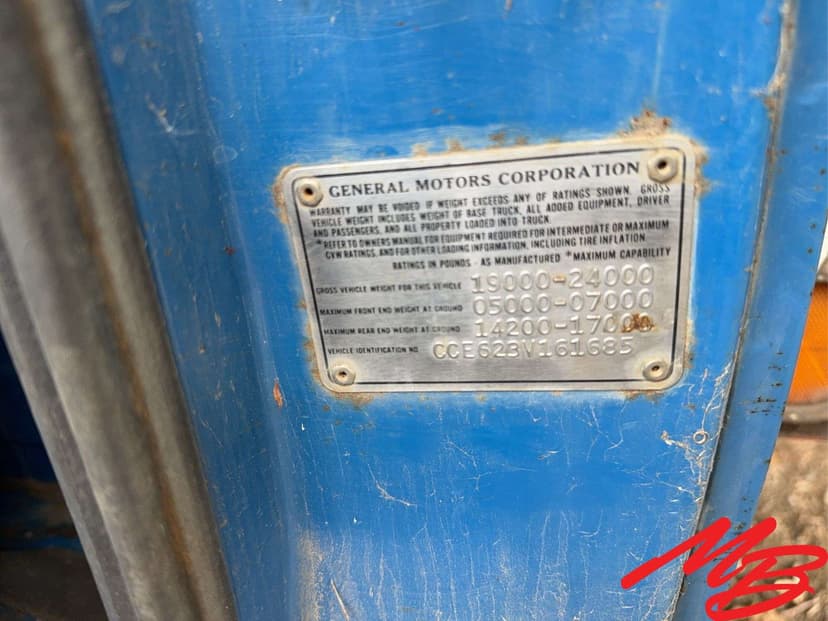 GENERAL MOTORS CORPORATION
WARRANTY MAY BE VOIDED IF WEIGHT EXCEEDS ANY OF RATINGS SHOWN. GROSS
VEHICLE WEIGHT INCLUDES WEIGHT OF BASE TRUCK, ALL ADDED EQUIPMENT, DRIVER
AND PASSENGERS, AND ALL PROPERTY LOADED INTO TRUCK.
*REFER TO OWNERS MANUAL FOR EQUIPMENT REQUIRED FOR INTERMEDIATE OR MAXIMUM
GVW RATINGS, AND FOR OTHER LOADING INFORMATION, INCLUDING TIRE INFLATION.
RATINGS IN POUNDS - AS MANUFACTURED *MAXIMUM CAPABILITY
GROSS VEHICLE WEIGHT FOR THIS VEHICLE 19000-24000
MAXIMUM FRONT END WEIGHT AT GROUND 05000-07000
MAXIMUM REAR END WEIGHT AT GROUND 14200-17000
VEHICLE IDENTIFICATION NO. CCE623V161685
MB